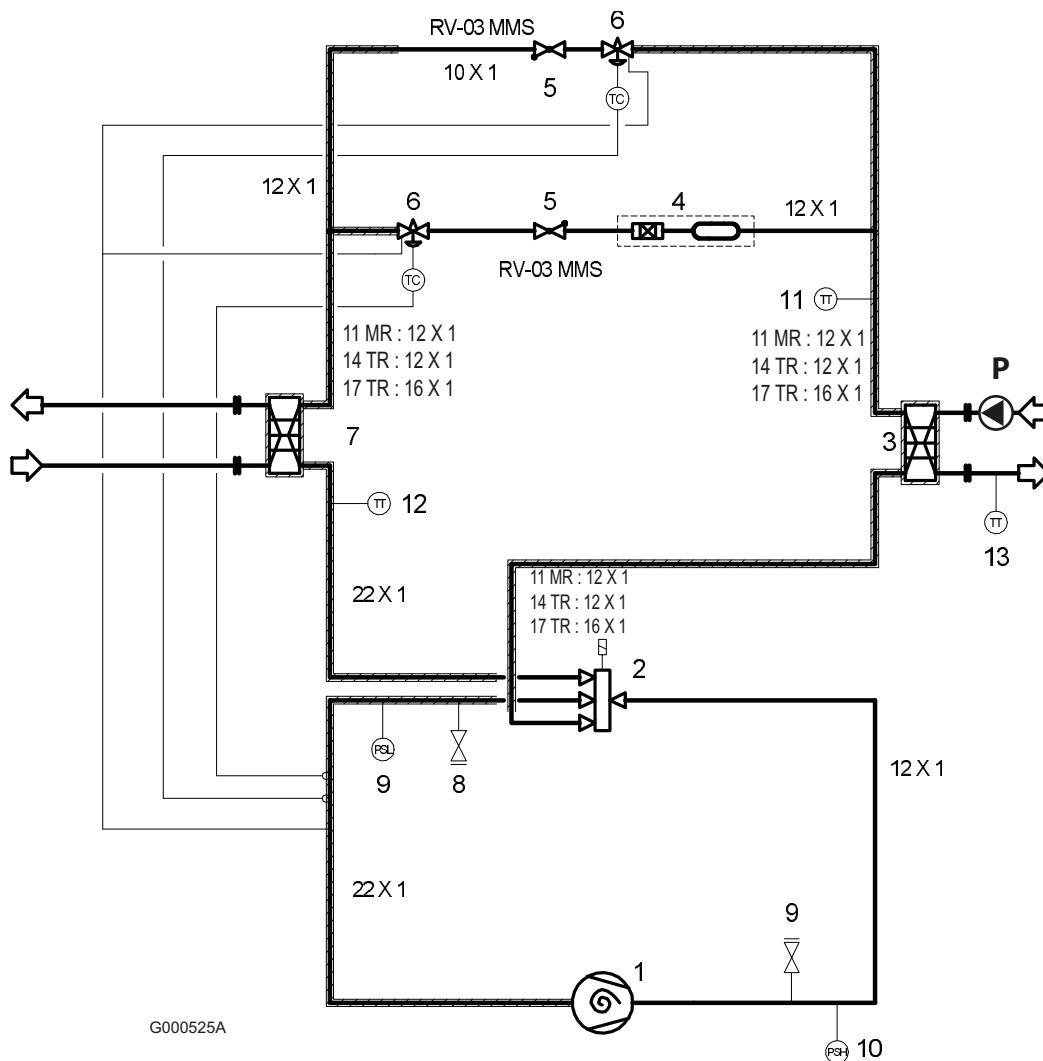 RV-03 MMS
6
10 X 1
5
TC
12 X 1
6
5
4
12 X 1
RV-03 MMS
TC
11
TT
11 MR : 12 X 1
14 TR : 12 X 1
17 TR : 16 X 1
11 MR : 12 X 1
14 TR : 12 X 1
17 TR : 16 X 1
P
7
3
TT
12
TT
13
22 X 1
11 MR : 12 X 1
14 TR : 12 X 1
17 TR : 16 X 1
2
PSL
9
8
12 X 1
22 X 1
9
1
G000525A
PSH
10